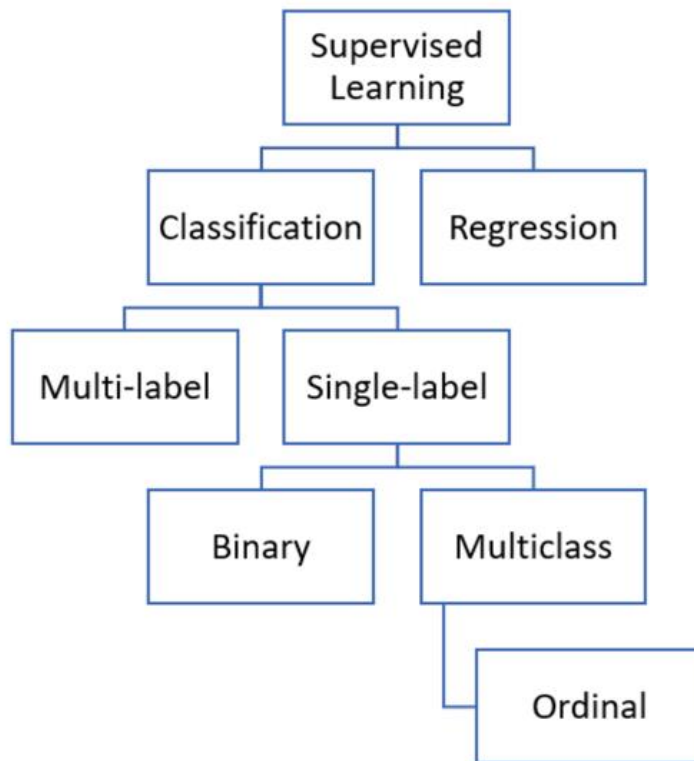 Supervised
Learning
Classification
Regression
Multi-label
Single-label
Binary
Multiclass
Ordinal